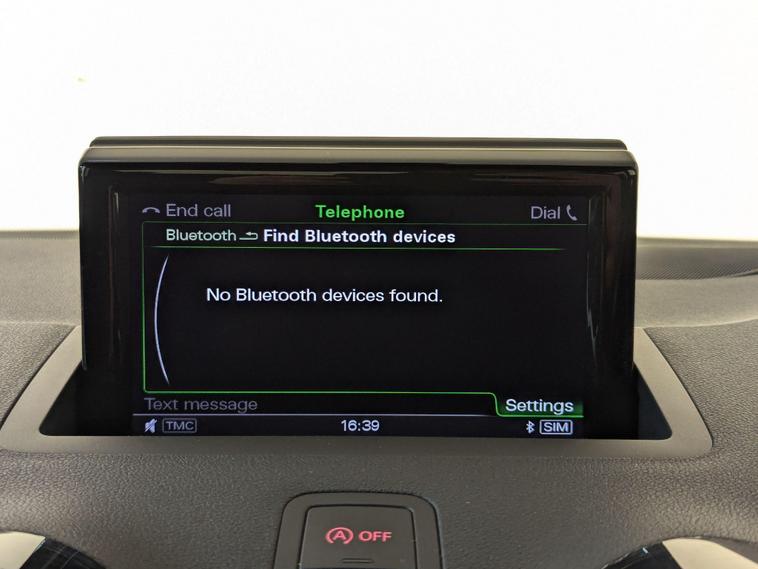 End call Telephone Dial
Bluetooth Find Bluetooth devices
No Bluetooth devices found.
Text message Settings
TMC 16:39 SIM
A OFF